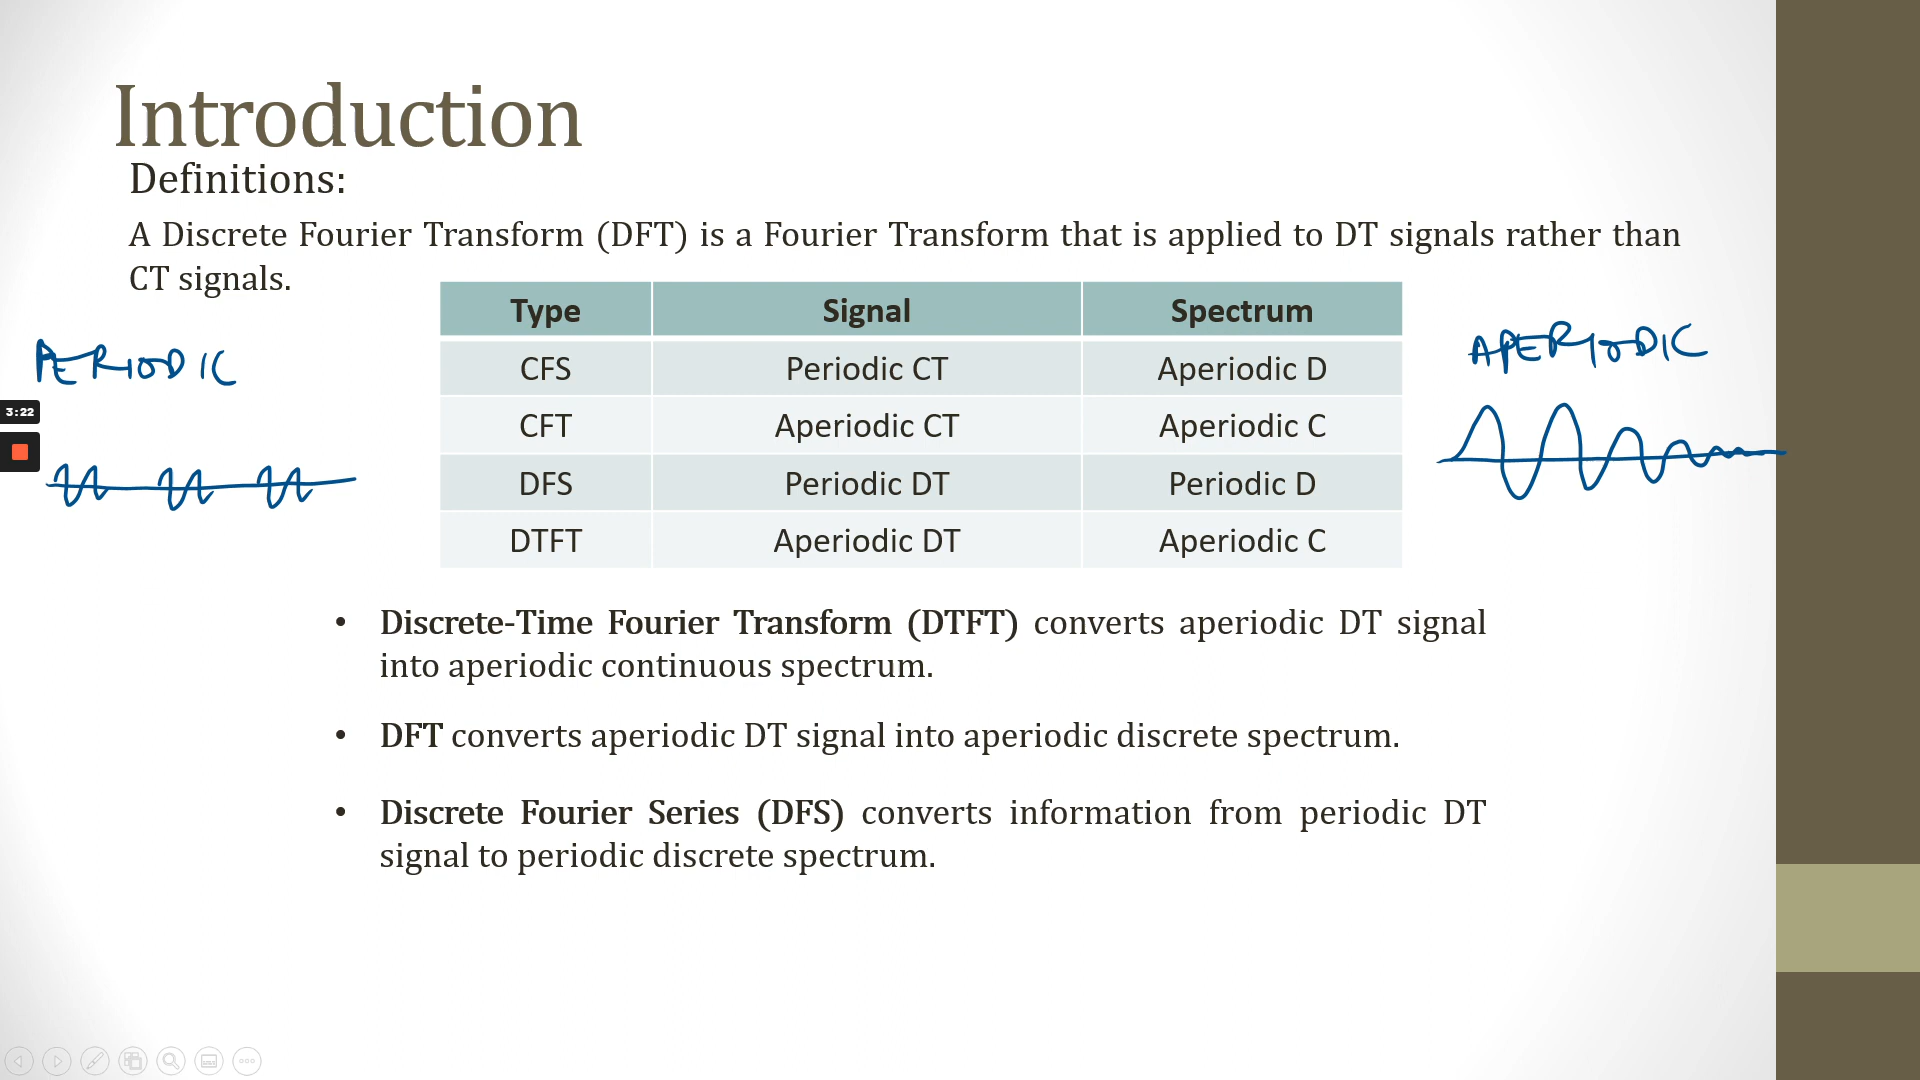 Introduction
Definitions:
A Discrete Fourier Transform (DFT) is a Fourier Transform that is applied to DT signals rather than
CT signals.
Type Signal Spectrum
PERIODIC
APERIODIC
CFS Periodic CT Aperiodic D
3:22
CFT Aperiodic CT Aperiodic C
DFS Periodic DT Periodic D
DTFT Aperiodic DT Aperiodic C
• Discrete-Time Fourier Transform (DTFT) converts aperiodic DT signal
into aperiodic continuous spectrum.
• DFT converts aperiodic DT signal into aperiodic discrete spectrum.
• Discrete Fourier Series (DFS) converts information from periodic DT
signal to periodic discrete spectrum.